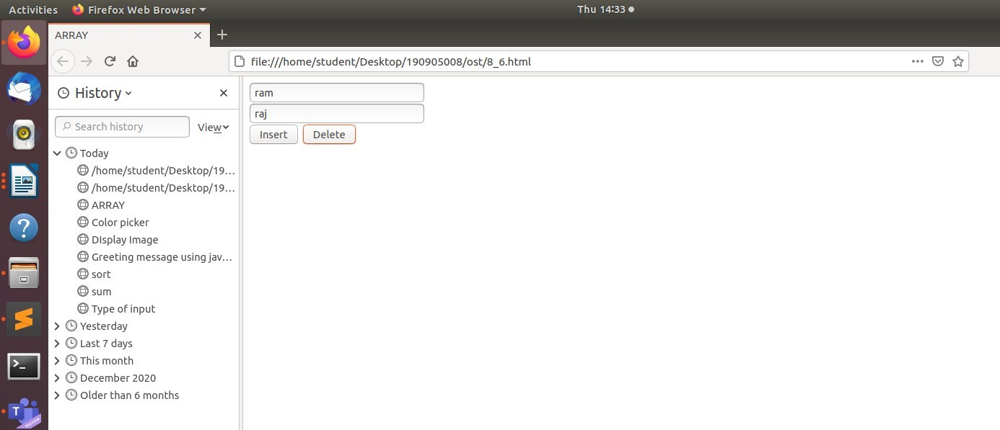 Activities Firefox Web Browser Thu 14:33
ARRAY
file:///home/student/Desktop/190905008/ost/8_6.html
History
Search history View
Today
/home/student/Desktop/19...
/home/student/Desktop/19...
ARRAY
Color picker
DIsplay Image
Greeting message using jav...
sort
sum
Type of input
Yesterday
Last 7 days
This month
December 2020
Older than 6 months
ram
raj
Insert Delete
T
PREVIEW